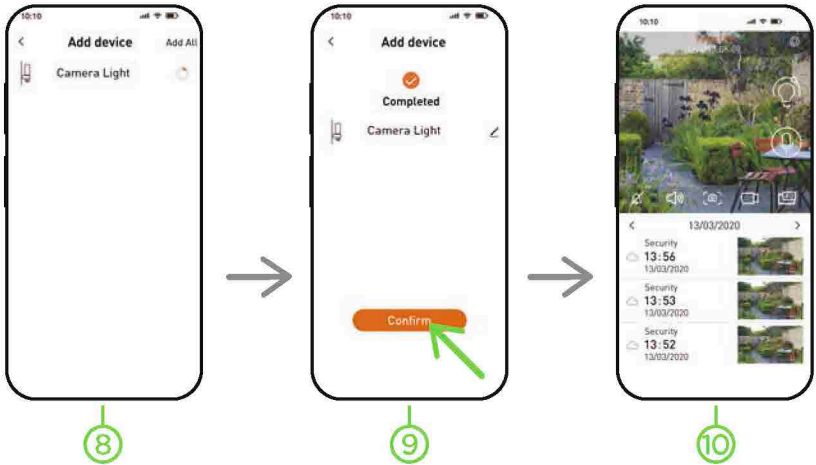 10:10
< Add device Add All
Camera Light
8
10:10
< Add device
Completed
Camera Light
Confirm
9
10:10
< 13/03/2020 >
Security
13:56
13/03/2020
Security
13:53
13/03/2020
Security
13:52
13/03/2020
10